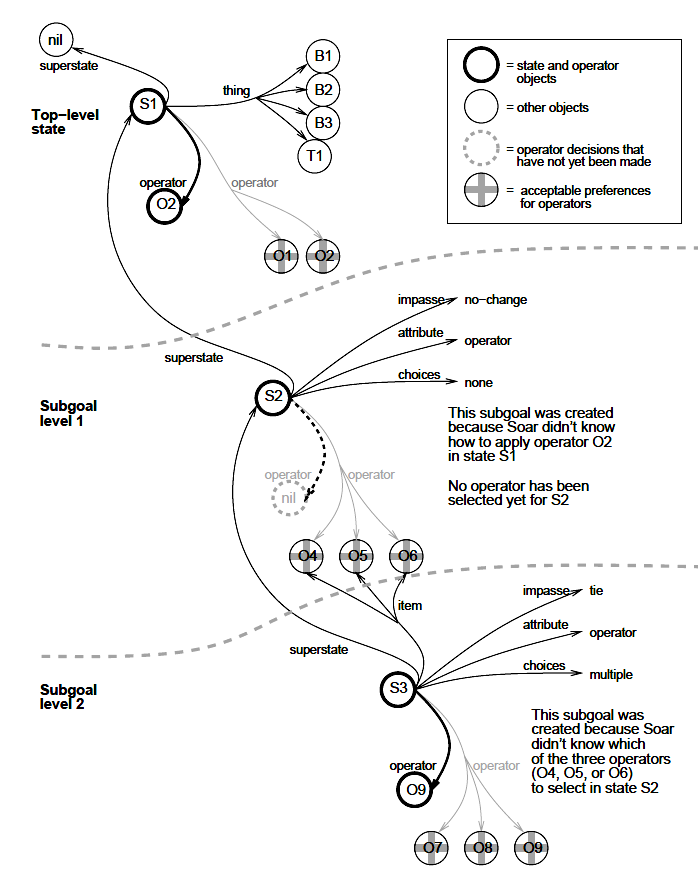 nil
superstate
Top-level
state
S1
thing
B1
B2
B3
T1
operator
O2
operator
O1
O2
= state and operator
objects
= other objects
= operator decisions that
have not yet been made
= acceptable preferences
for operators
superstate
Subgoal
level 1
S2
impasse
no-change
attribute
operator
choices
none
This subgoal was created
because Soar didn't know
how to apply operator O2
in state S1
No operator has been
selected yet for S2
operator
nil
operator
O4
O5
O6
item
superstate
Subgoal
level 2
S3
impasse
tie
attribute
operator
choices
multiple
This subgoal was
created because Soar
didn't know which
of the three operators
(O4, O5, or O6)
to select in state S2
operator
O9
operator
O7
O8
O9